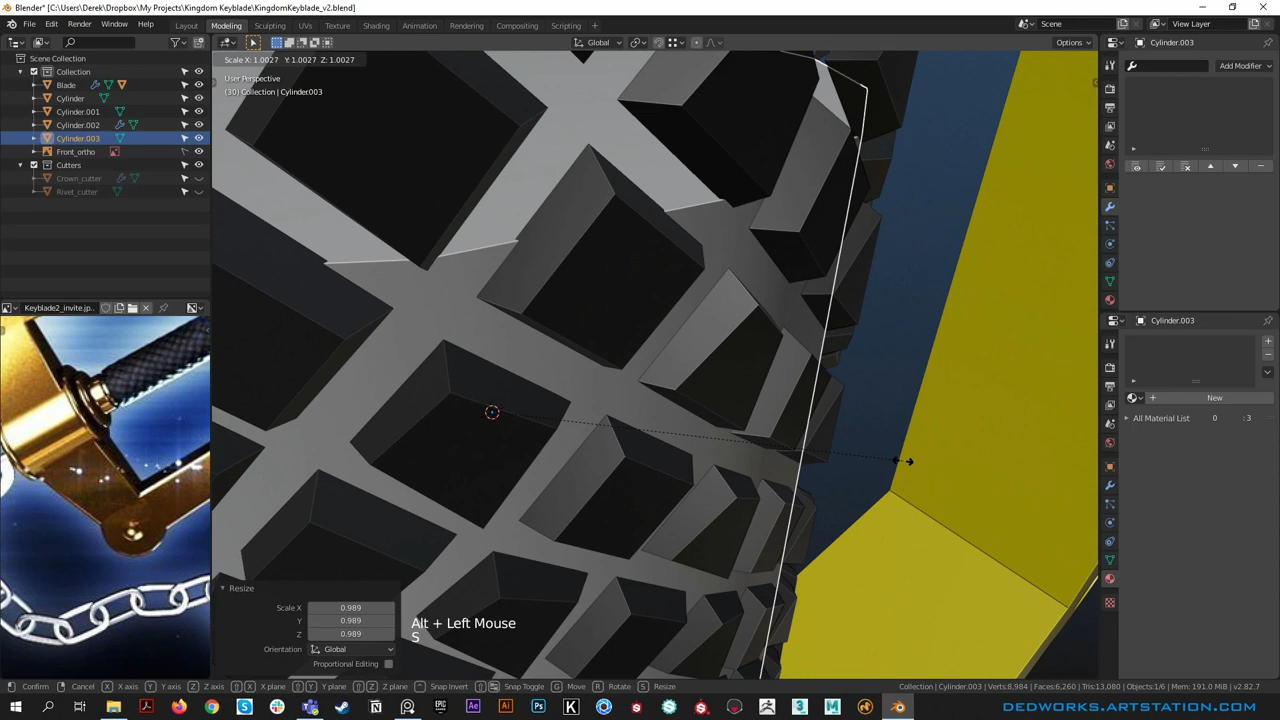 Blender* [C:\Users\Derek\Dropbox\My Projects\Kingdom Keyblade\KingdomKeyblade_v2.blend]
File Edit Render Window Help Layout Modeling Sculpting UVs Texture Shading Animation Rendering Compositing Scripting Scene View Layer
Global Options Cylinder.003
Scale X: 1.0027 Y: 1.0027 Z: 1.0027
Scene Collection
Collection
Blade
Cylinder
Cylinder.001
Cylinder.002
Cylinder.003
Front_ortho
Cutters
Crown_cutter
Rivet_cutter
User Perspective
(30) Collection | Cylinder.003
Add Modifier
Keyblade2_invite.jp..
Cylinder.003
New
All Material List 0 : 3
Resize
Scale X 0.989
Y 0.989
Z 0.989
Orientation Global
Proportional Editing
Alt + Left Mouse
S
Confirm Cancel X X axis Y Y axis Z Z axis X X plane Y Y plane Z Z plane Snap Invert Snap Toggle G Move R Rotate S Resize
Collection | Cylinder.003 | Verts:8,984 | Faces:6,260 | Tris:13,080 | Objects:1/6 | Mem: 191.0 MiB | v2.82.7
DEDWORKS.ARTSTATION.COM